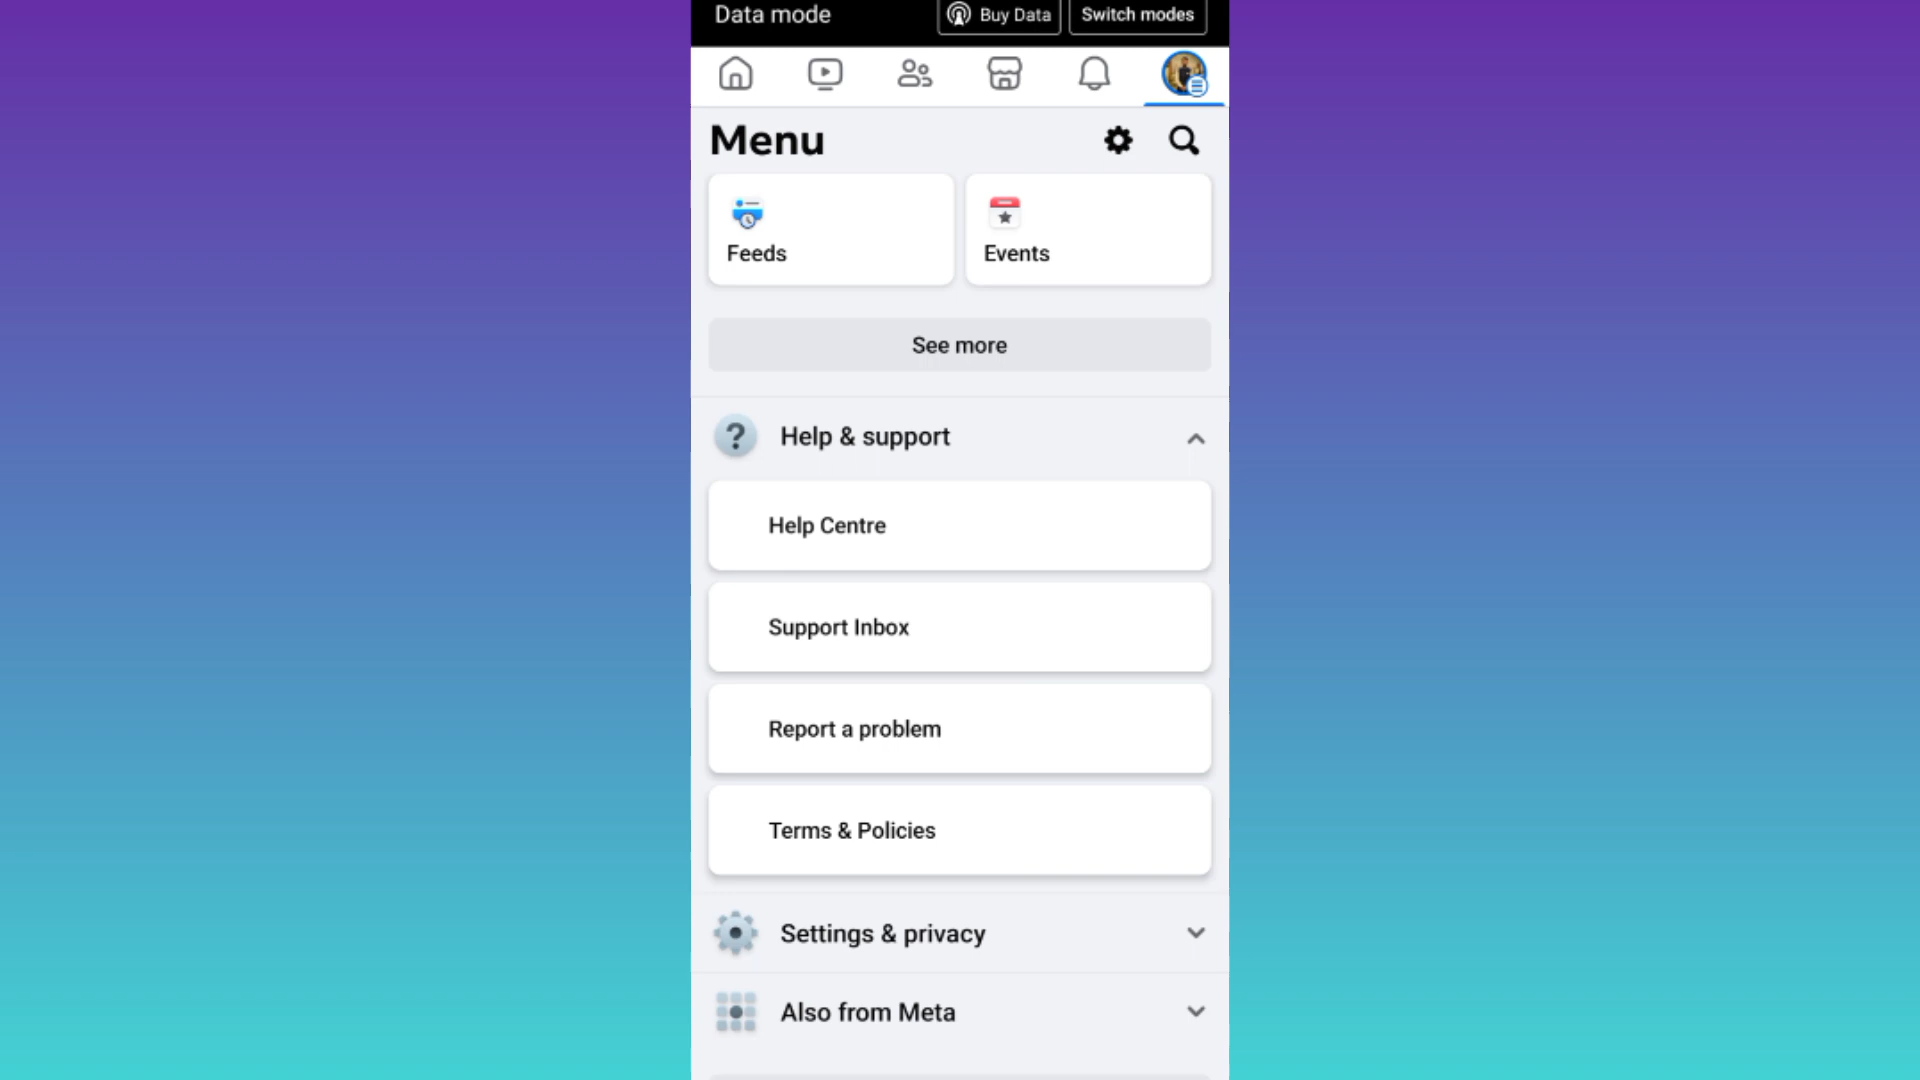 Data mode Buy Data Switch modes
Menu
Feeds Events
See more
? Help & support
Help Centre
Support Inbox
Report a problem
Terms & Policies
Settings & privacy
Also from Meta